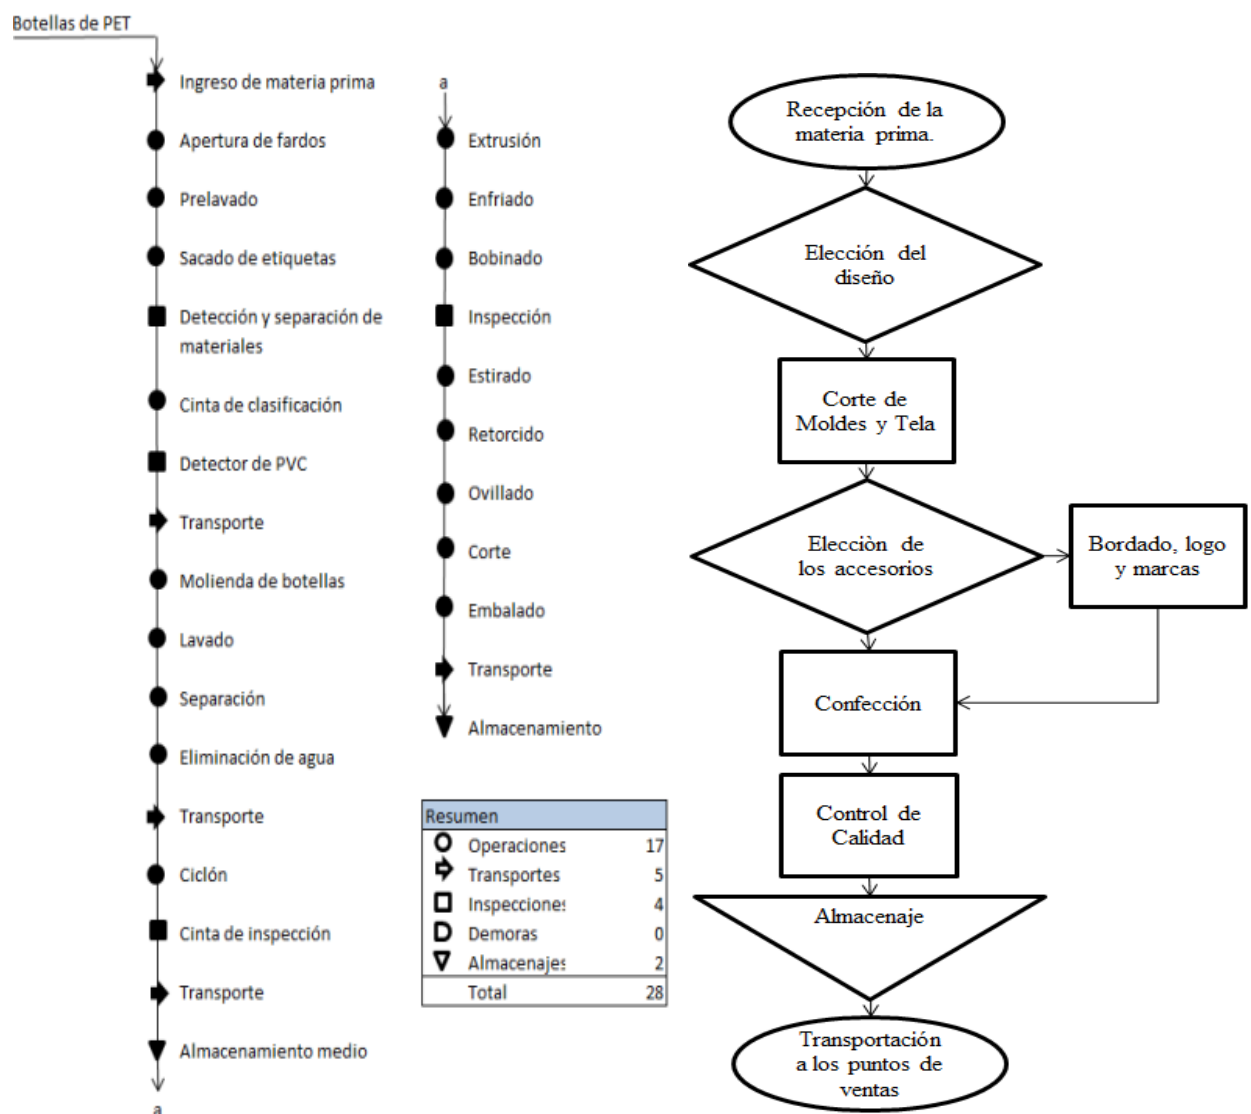 Botellas de PET
Ingreso de materia prima
Apertura de fardos
Prelavado
Sacado de etiquetas
Detección y separación de
materiales
Cinta de clasificación
Detector de PVC
Transporte
Molienda de botellas
Lavado
Separación
Eliminación de agua
Transporte
Ciclón
Cinta de inspección
Transporte
Almacenamiento medio
a
a
Extrusión
Enfriado
Bobinado
Inspección
Estirado
Retorcido
Ovillado
Corte
Embalado
Transporte
Almacenamiento
Resumen
Operaciones 17
Transportes 5
Inspecciones 4
Demoras 0
Almacenajes 2
Total 28
Recepción de la
materia prima.
Elección del
diseño
Corte de
Moldes y Tela
Elecciòn de
los accesorios
Bordado, logo
y marcas
Confección
Control de
Calidad
Almacenaje
Transportación
a los puntos de
ventas